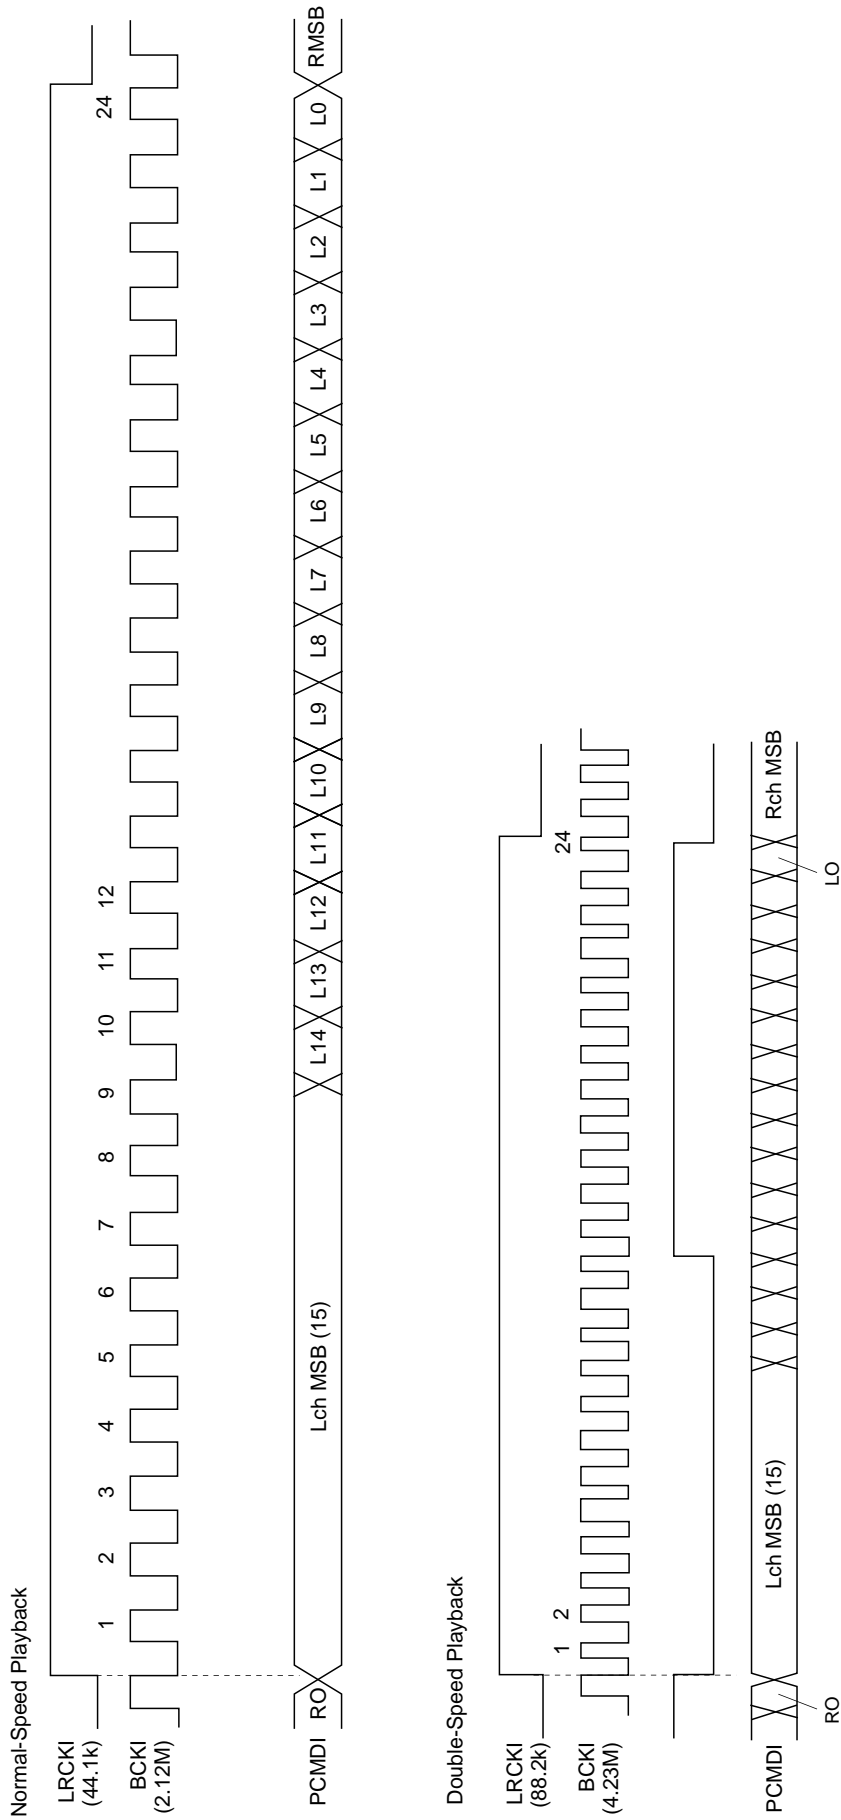 Normal-Speed Playback
LRCKI
(44.1k)
BCKI
(2.12M)
1 2 3 4 5 6 7 8 9 10 11 12 24
PCMDI
RO Lch MSB (15) L14 L13 L12 L11 L10 L9 L8 L7 L6 L5 L4 L3 L2 L1 L0 RMSB
Double-Speed Playback
LRCKI
(88.2k)
BCKI
(4.23M)
1 2 24
PCMDI
Lch MSB (15) Rch MSB
RO LO